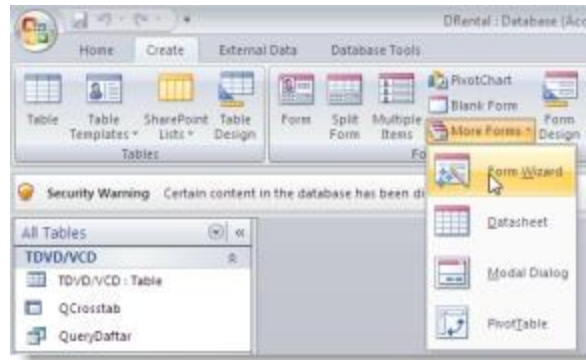 DRental : Database (Acc
Home Create External Data Database Tools
Table Table Templates SharePoint Lists Table Design
Tables
Form Split Form Multiple Items PivotChart Blank Form More Forms Form Design
Fo
Security Warning Certain content in the database has been di
Form Wizard
Datasheet
Modal Dialog
PivotTable
All Tables
TDVD/VCD
TDVD/VCD : Table
QCrosstab
QueryDaftar